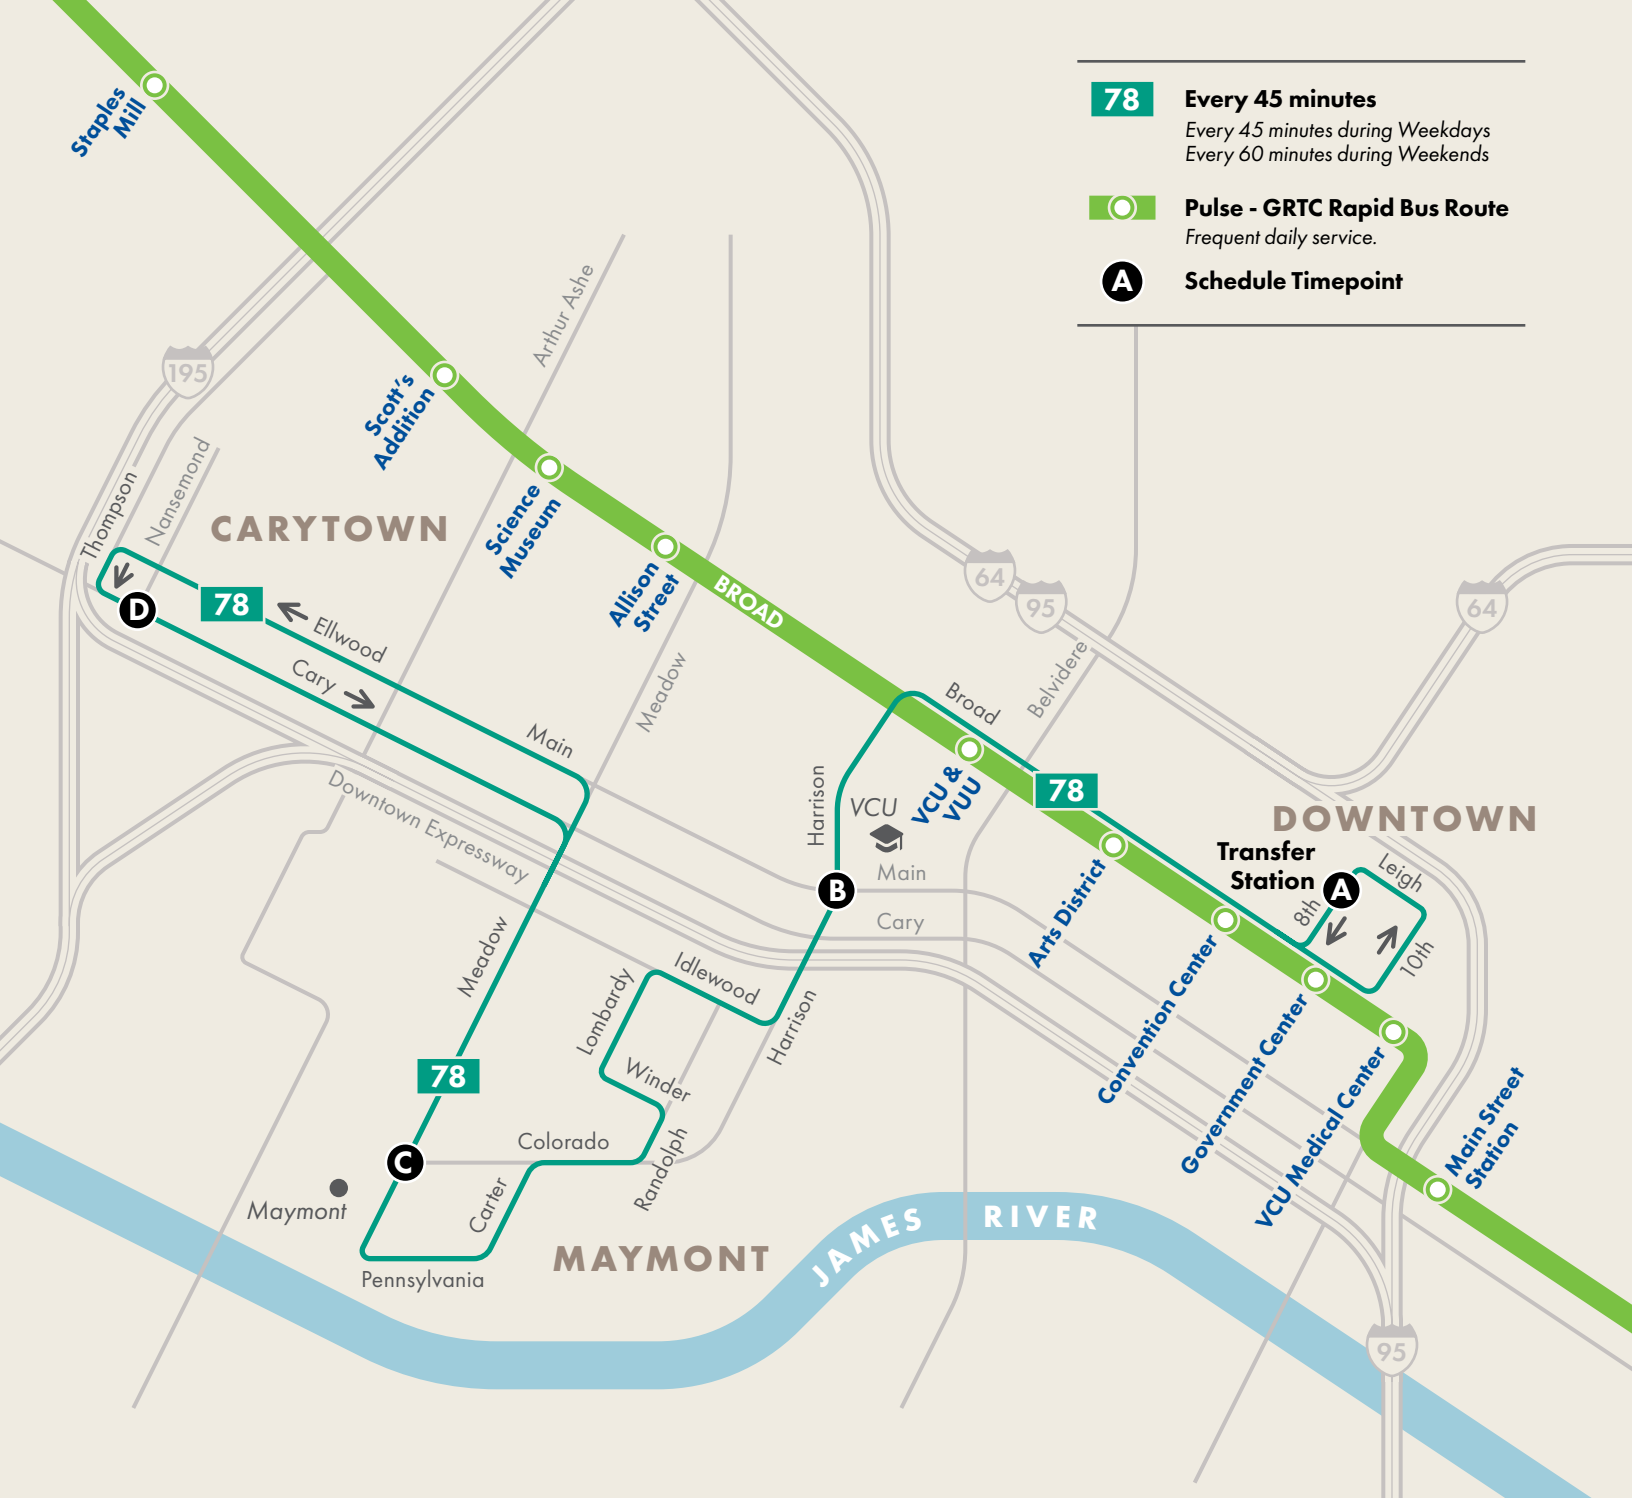 78
Every 45 minutes
Every 45 minutes during Weekdays
Every 60 minutes during Weekends
Pulse - GRTC Rapid Bus Route
Frequent daily service.
A
Schedule Timepoint
Staples
Mill
195
Arthur Ashe
Scott's
Addition
Thompson
Nansemond
CARYTOWN
Science
Museum
Allison
Street
BROAD
64
95
64
D
78
Ellwood
Cary
Main
Meadow
Broad
Belvidere
Downtown Expressway
Harrison
VCU
VCU &
VUU
78
DOWNTOWN
Transfer
Station
A
Leigh
8th
10th
B
Main
Cary
Arts District
Convention Center
Government Center
VCU Medical Center
Main Street
Station
Meadow
Lombardy
Idlewood
Harrison
Winder
78
Colorado
Randolph
C
Carter
Maymont
Pennsylvania
MAYMONT
JAMES RIVER
95